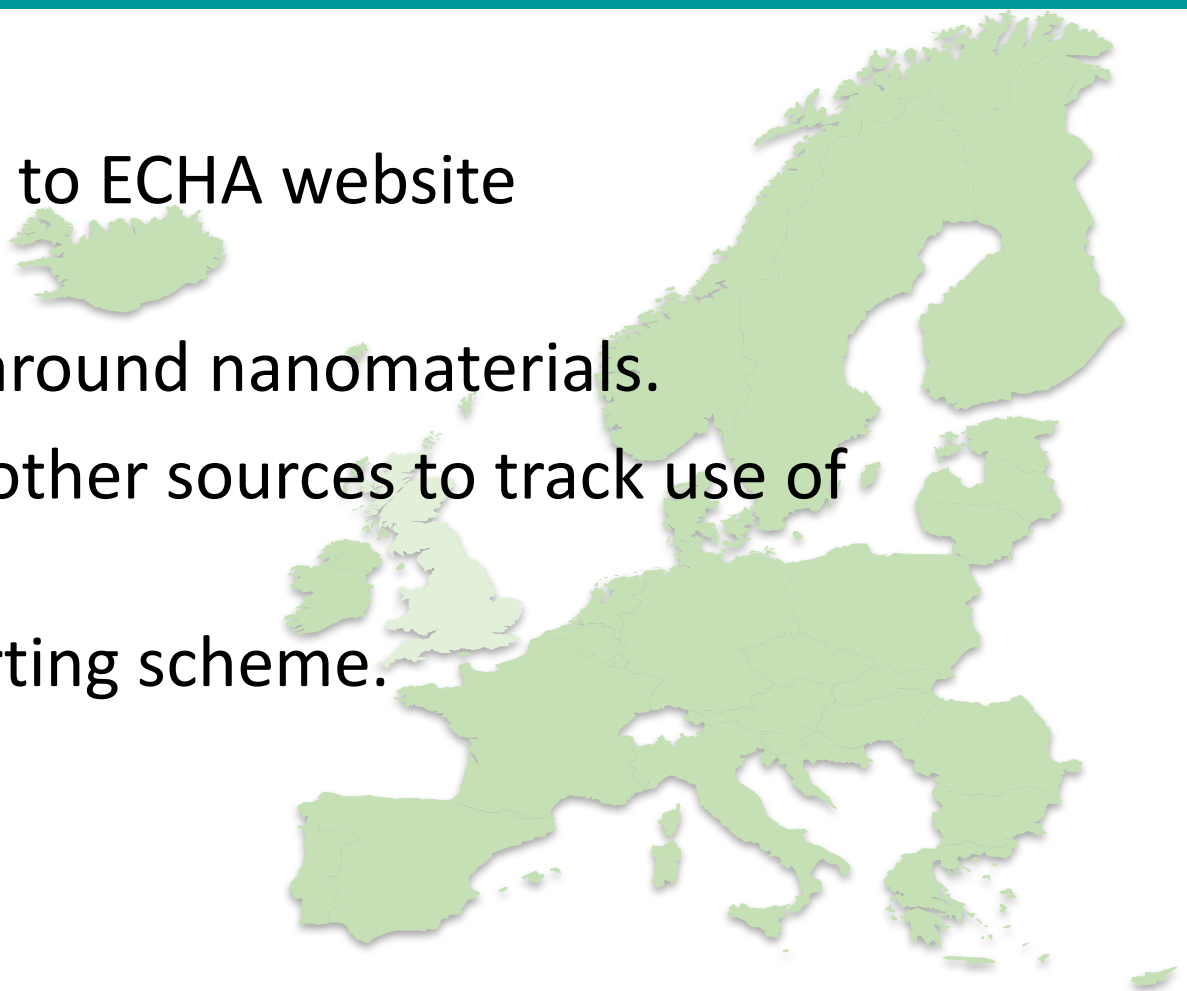 to ECHA website
around nanomaterials.
other sources to track use of
rting scheme.